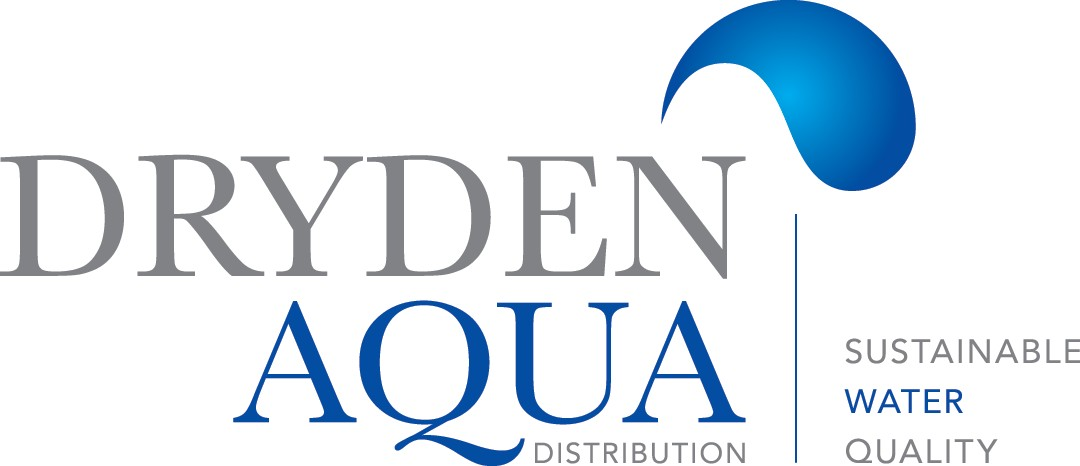 DRYDEN
AQUA
DISTRIBUTION
SUSTAINABLE
WATER
QUALITY